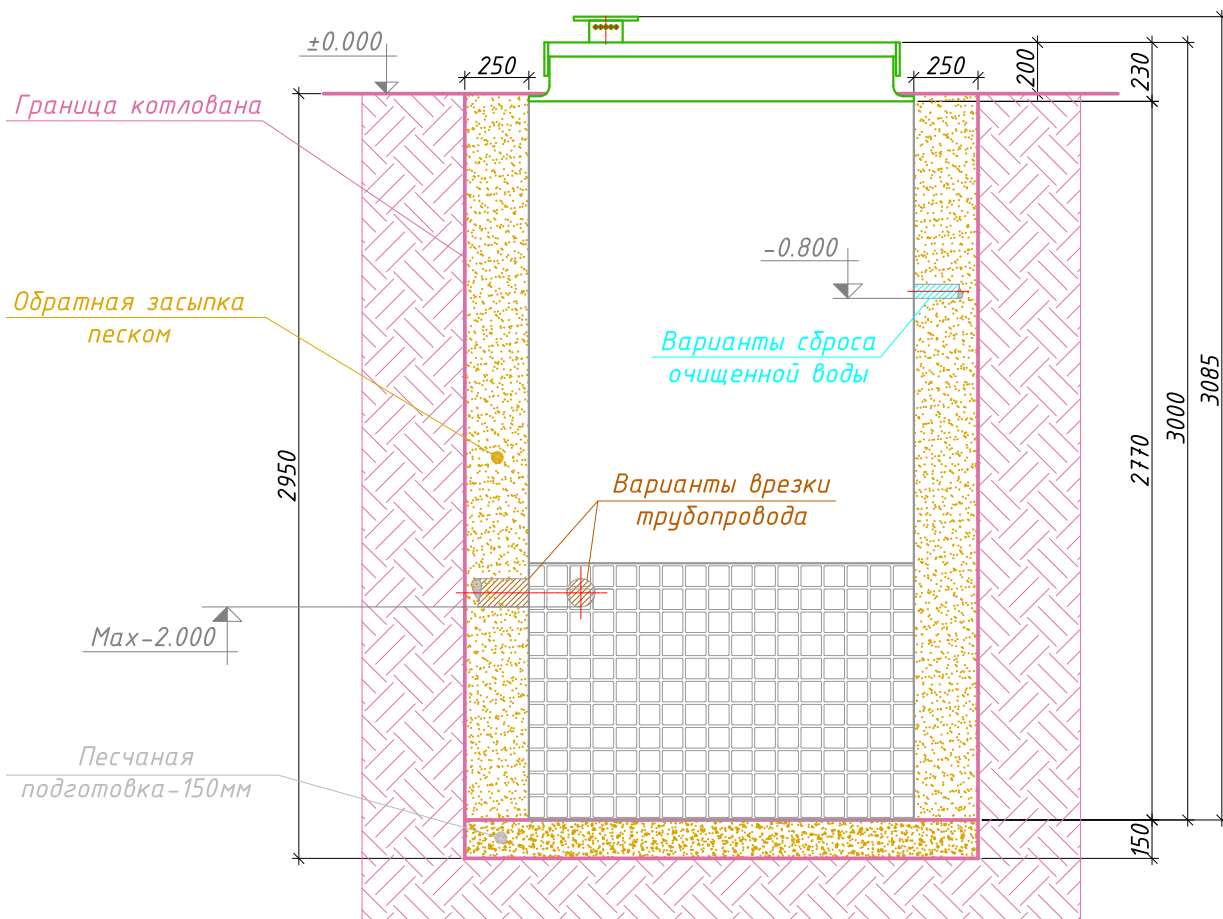 ±0.000
250
250
200
230
Граница котлована
-0.800
Обратная засыпка
песком
Варианты сброса
очищенной воды
3085
3000
2770
2950
Варианты врезки
трубопровода
Max-2.000
Песчаная
подготовка-150мм
150